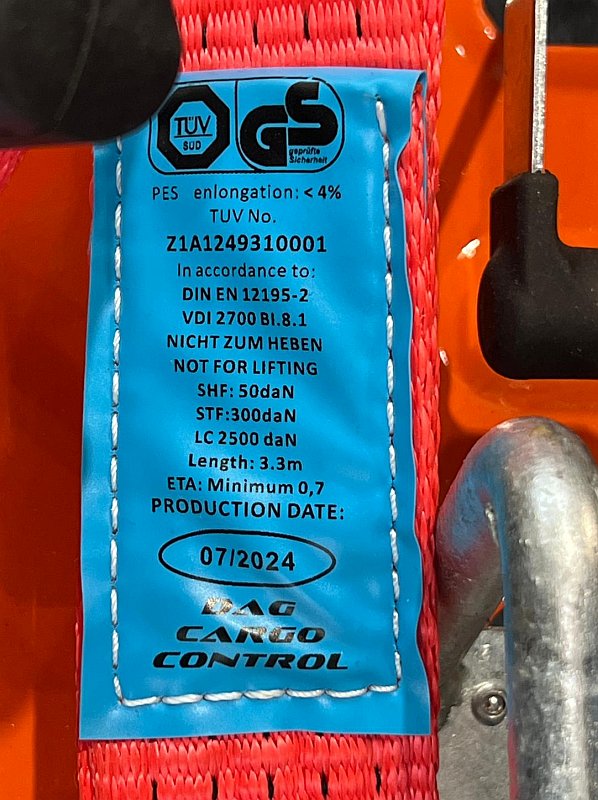 TÜV
SÜD
GS
geprüfte
Sicherheit
PES enlongation: < 4%
TUV No.
Z1A1249310001
In accordance to:
DIN EN 12195-2
VDI 2700 Bl.8.1
NICHT ZUM HEBEN
NOT FOR LIFTING
SHF: 50daN
STF:300daN
LC 2500 daN
Length: 3.3m
ETA: Minimum 0,7
PRODUCTION DATE:
07/2024
DAG
CARGO
CONTROL